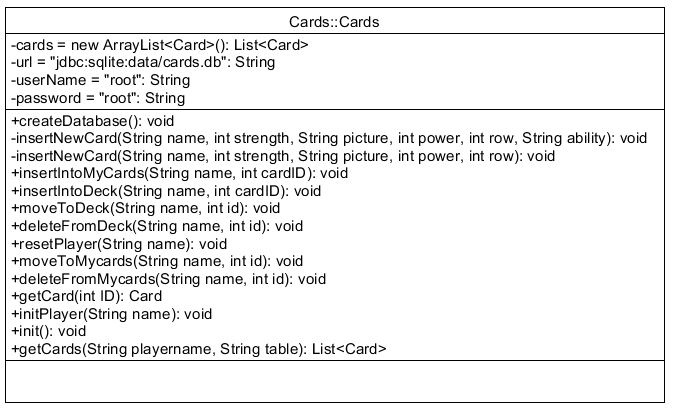 Cards::Cards
-cards = new ArrayList<Card>(): List<Card>
-url = "jdbc:sqlite:data/cards.db": String
-userName = "root": String
-password = "root": String
+createDatabase(): void
-insertNewCard(String name, int strength, String picture, int power, int row, String ability): void
-insertNewCard(String name, int strength, String picture, int power, int row): void
+insertIntoMyCards(String name, int cardID): void
+insertIntoDeck(String name, int cardID): void
+moveToDeck(String name, int id): void
+deleteFromDeck(String name, int id): void
+resetPlayer(String name): void
+moveToMycards(String name, int id): void
+deleteFromMycards(String name, int id): void
+getCard(int ID): Card
+initPlayer(String name): void
+init(): void
+getCards(String playername, String table): List<Card>